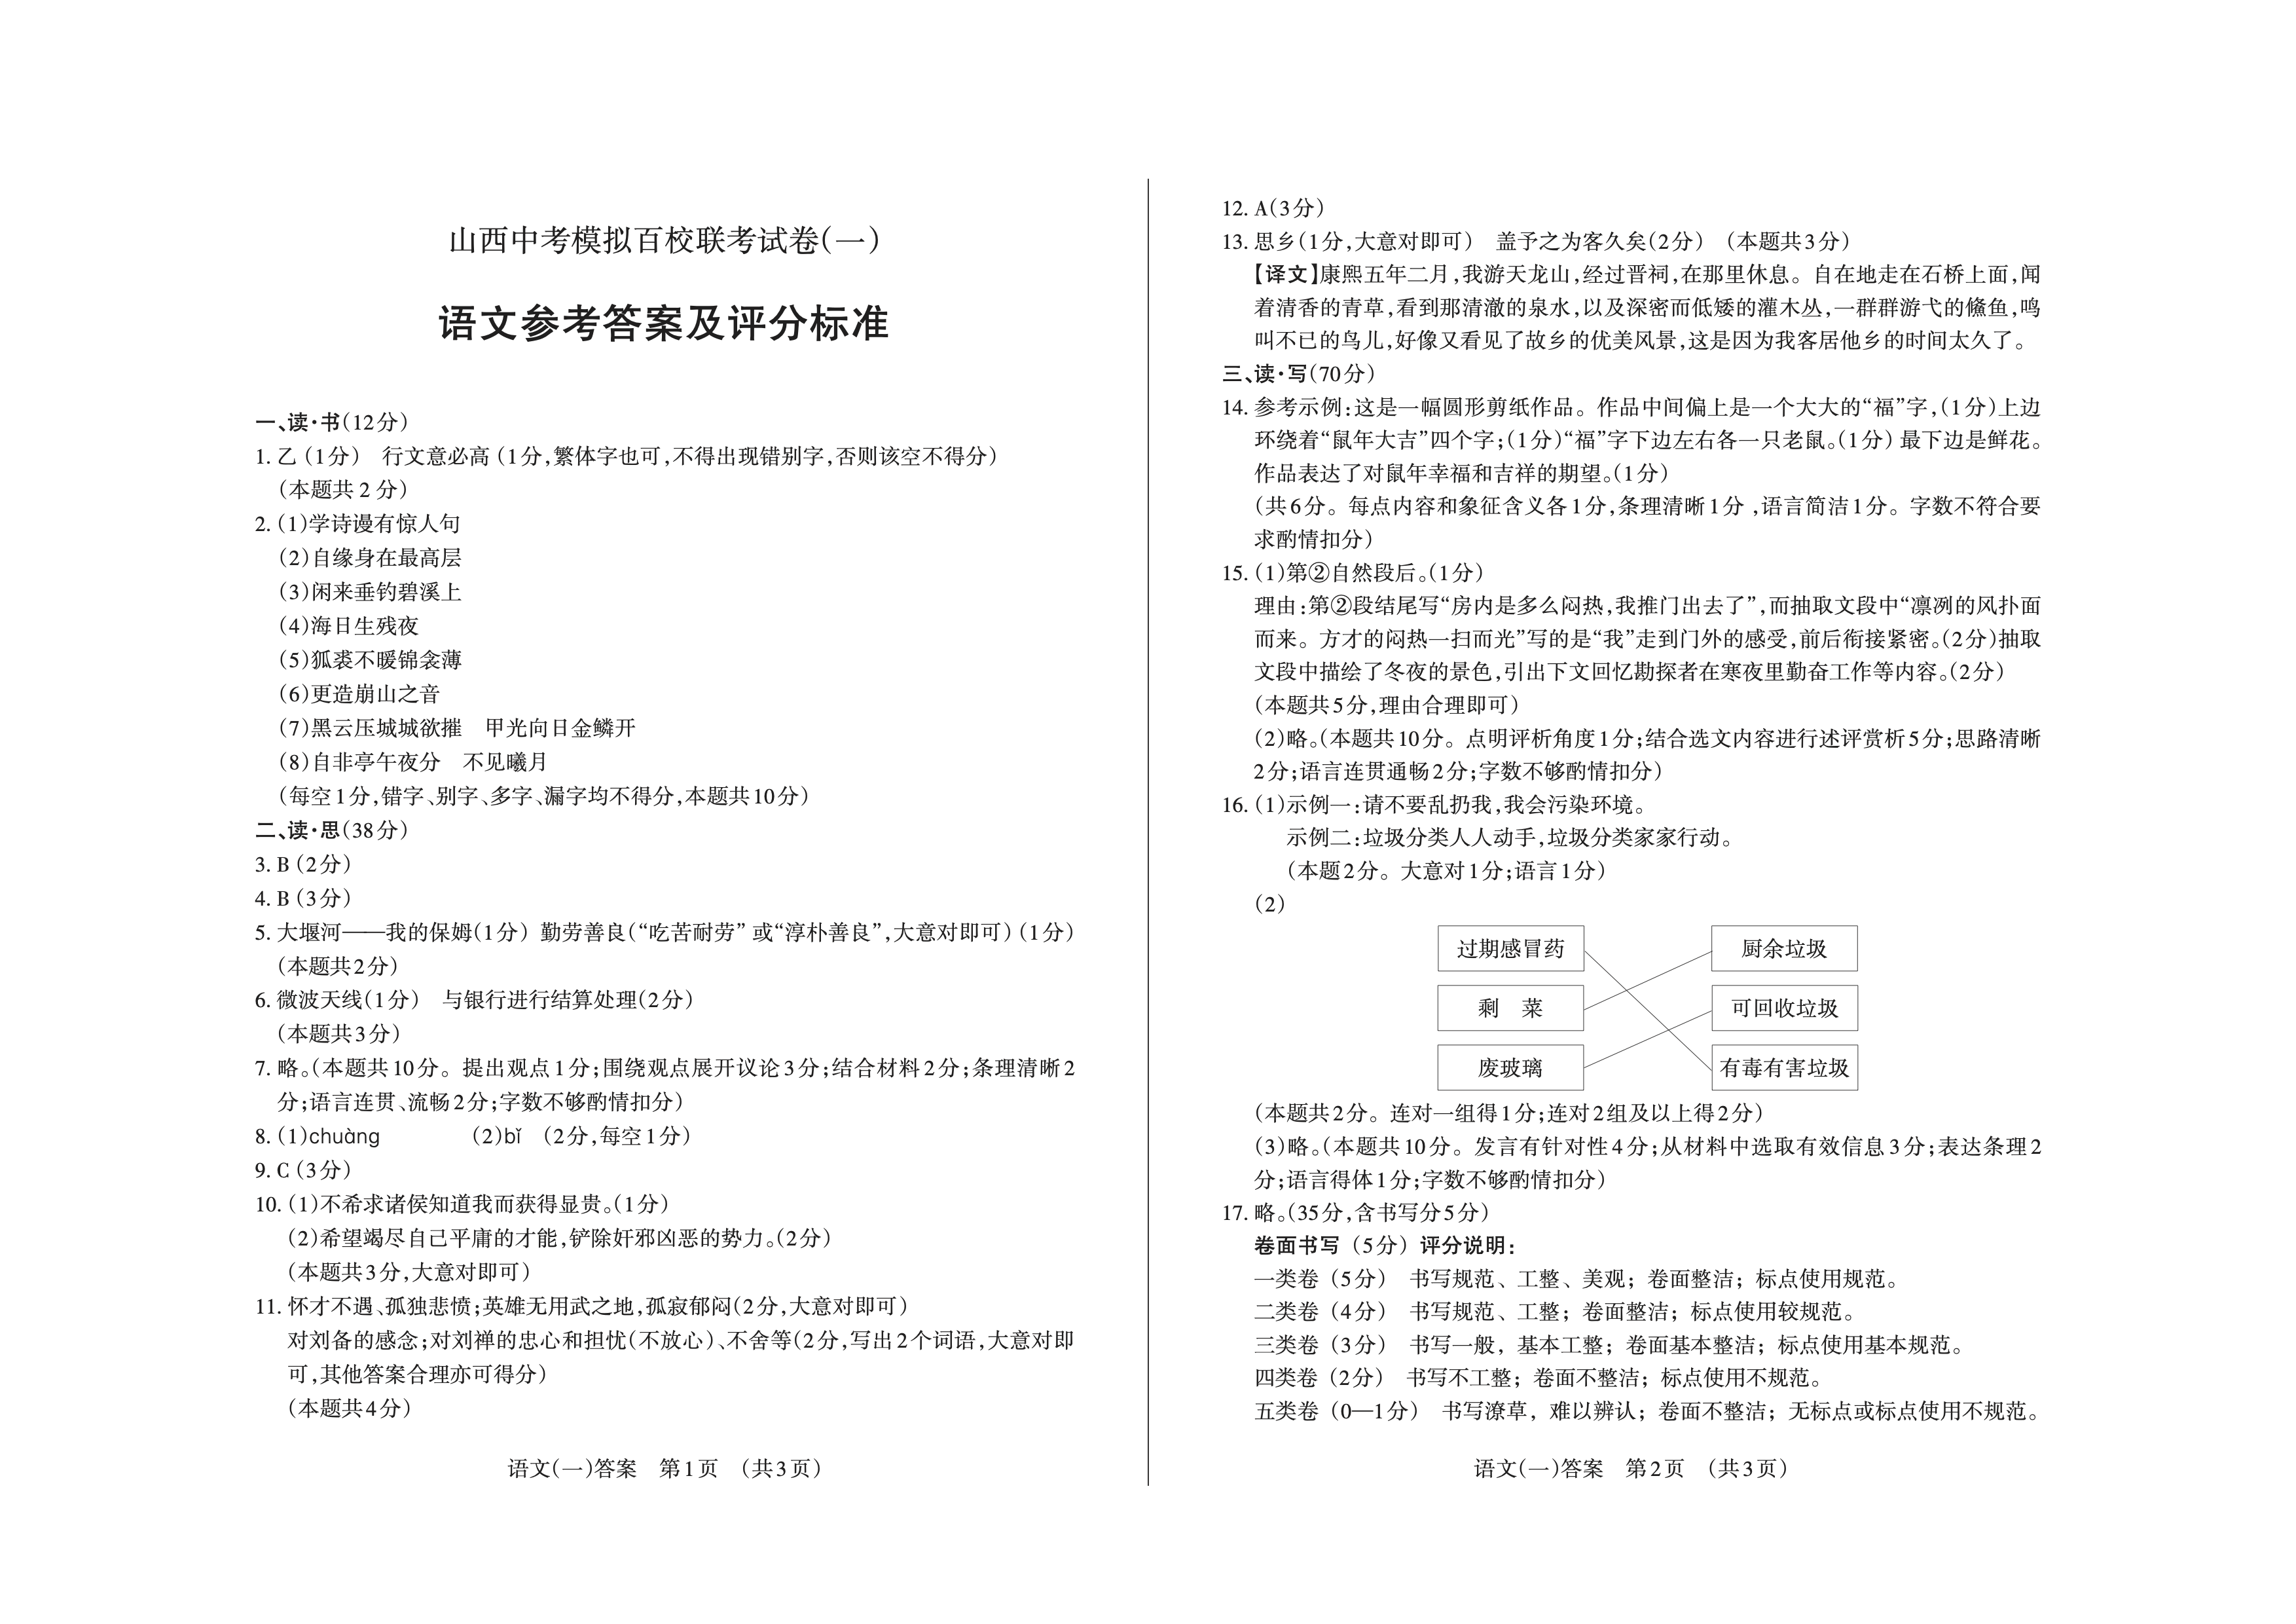 山西中考模拟百校联考试卷(一)
语文参考答案及评分标准
一、读·书(12分)
1. 乙 (1分) 行文意必高 (1分,繁体字也可,不得出现错别字,否则该空不得分)
(本题共 2 分)
2. (1)学诗谩有惊人句
(2)自缘身在最高层
(3)闲来垂钓碧溪上
(4)海日生残夜
(5)狐裘不暖锦衾薄
(6)更造崩山之音
(7)黑云压城城欲摧 甲光向日金鳞开
(8)自非亭午夜分 不见曦月
(每空1分,错字、别字、多字、漏字均不得分,本题共10分)
二、读·思(38分)
3. B (2分)
4. B (3分)
5. 大堰河——我的保姆(1分) 勤劳善良(“吃苦耐劳” 或“淳朴善良”,大意对即可) (1分)
(本题共2分)
6. 微波天线(1分) 与银行进行结算处理(2分)
(本题共3分)
7. 略。(本题共10分。提出观点1分;围绕观点展开议论3分;结合材料2分;条理清晰2
分;语言连贯、流畅2分;字数不够酌情扣分)
8. (1)chuàng (2)bǐ (2分,每空1分)
9. C (3分)
10. (1)不希求诸侯知道我而获得显贵。(1分)
(2)希望竭尽自己平庸的才能,铲除奸邪凶恶的势力。(2分)
(本题共3分,大意对即可)
11. 怀才不遇、孤独悲愤;英雄无用武之地,孤寂郁闷(2分,大意对即可)
对刘备的感念;对刘禅的忠心和担忧(不放心)、不舍等(2分,写出2个词语,大意对即
可,其他答案合理亦可得分)
(本题共4分)
语文(一)答案 第1页 (共3页)
12. A(3分)
13. 思乡(1分,大意对即可) 盖予之为客久矣(2分) (本题共3分)
【译文】康熙五年二月,我游天龙山,经过晋祠,在那里休息。自在地走在石桥上面,闻
着清香的青草,看到那清澈的泉水,以及深密而低矮的灌木丛,一群群游弋的鯈鱼,鸣
叫不已的鸟儿,好像又看见了故乡的优美风景,这是因为我客居他乡的时间太久了。
三、读·写(70分)
14. 参考示例:这是一幅圆形剪纸作品。作品中间偏上是一个大大的“福”字,(1分)上边
环绕着“鼠年大吉”四个字;(1分)“福”字下边左右各一只老鼠。(1分) 最下边是鲜花。
作品表达了对鼠年幸福和吉祥的期望。(1分)
(共6分。每点内容和象征含义各1分,条理清晰1分 ,语言简洁1分。字数不符合要
求酌情扣分)
15. (1)第②自然段后。(1分)
理由:第②段结尾写“房内是多么闷热,我推门出去了”,而抽取文段中“凛冽的风扑面
而来。方才的闷热一扫而光”写的是“我”走到门外的感受,前后衔接紧密。(2分)抽取
文段中描绘了冬夜的景色,引出下文回忆勘探者在寒夜里勤奋工作等内容。(2分)
(本题共5分,理由合理即可)
(2)略。(本题共10分。点明评析角度1分;结合选文内容进行述评赏析5分;思路清晰
2分;语言连贯通畅2分;字数不够酌情扣分)
16. (1)示例一:请不要乱扔我,我会污染环境。
示例二:垃圾分类人人动手,垃圾分类家家行动。
(本题2分。大意对1分;语言1分)
(2)
过期感冒药 厨余垃圾
剩 菜 可回收垃圾
废玻璃 有毒有害垃圾
(本题共2分。连对一组得1分;连对2组及以上得2分)
(3)略。(本题共10分。发言有针对性4分;从材料中选取有效信息3分;表达条理2
分;语言得体1分;字数不够酌情扣分)
17. 略。(35分,含书写分5分)
卷面书写(5分)评分说明:
一类卷(5分) 书写规范、工整、美观;卷面整洁;标点使用规范。
二类卷(4分) 书写规范、工整;卷面整洁;标点使用较规范。
三类卷(3分) 书写一般,基本工整;卷面基本整洁;标点使用基本规范。
四类卷(2分) 书写不工整;卷面不整洁;标点使用不规范。
五类卷(0—1分) 书写潦草,难以辨认;卷面不整洁;无标点或标点使用不规范。
语文(一)答案 第2页 (共3页)